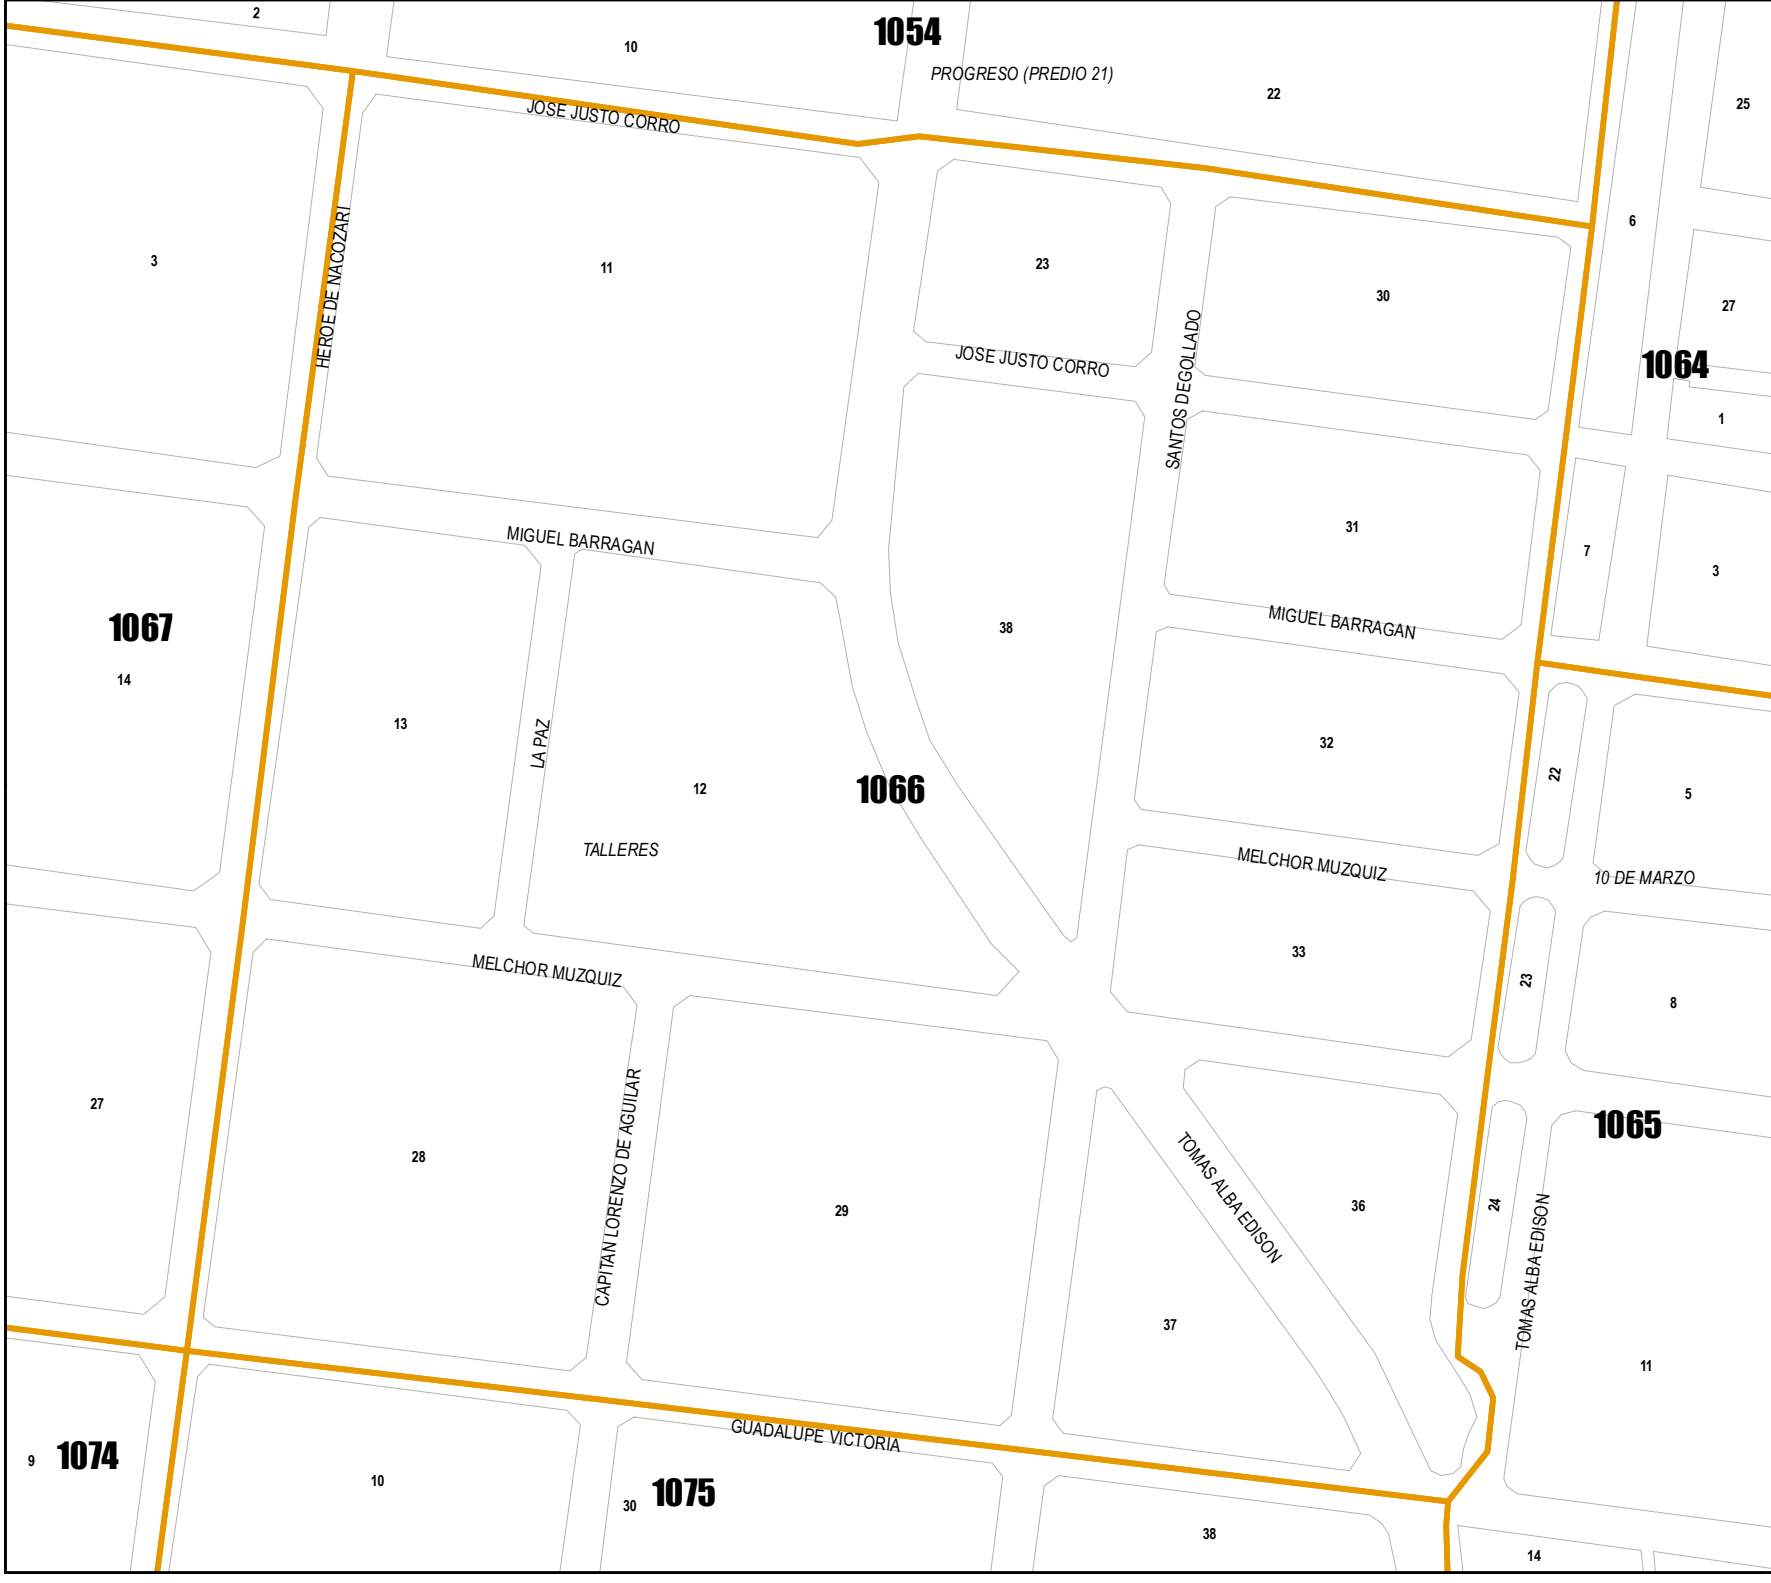 2
10
1054
PROGRESO (PREDIO 21)
22
25
JOSE JUSTO CORRO
6
3
HEROE DE NACOZARI
11
23
30
27
JOSE JUSTO CORRO
SANTOS DEGOLLADO
1064
1
MIGUEL BARRAGAN
31
7
3
1067
14
38
MIGUEL BARRAGAN
13
LA PAZ
12
1066
32
22
5
TALLERES
MELCHOR MUZQUIZ
10 DE MARZO
MELCHOR MUZQUIZ
33
23
8
27
28
CAPITAN LORENZO DE AGUILAR
29
TOMAS ALBA EDISON
36
24
1065
TOMAS ALBA EDISON
37
11
9
1074
10
GUADALUPE VICTORIA
30
1075
38
14